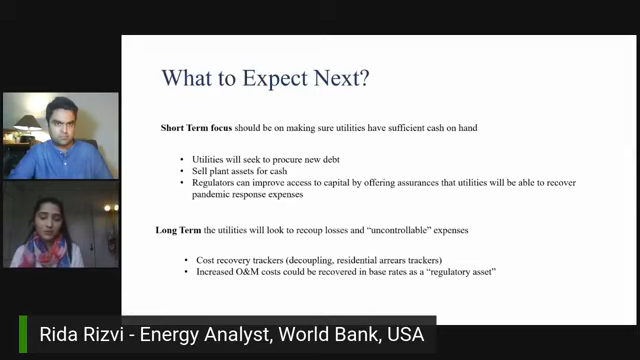 What to Expect Next?
Short Term focus should be on making sure utilities have sufficient cash on hand
• Utilities will seek to procure new debt
• Sell plant assets for cash
• Regulators can improve access to capital by offering assurances that utilities will be able to recover
pandemic response expenses
Long Term the utilities will look to recoup losses and “uncontrollable” expenses
• Cost recovery trackers (decoupling, residential arrears trackers)
• Increased O&M costs could be recovered in base rates as a “regulatory asset”
Rida Rizvi - Energy Analyst, World Bank, USA